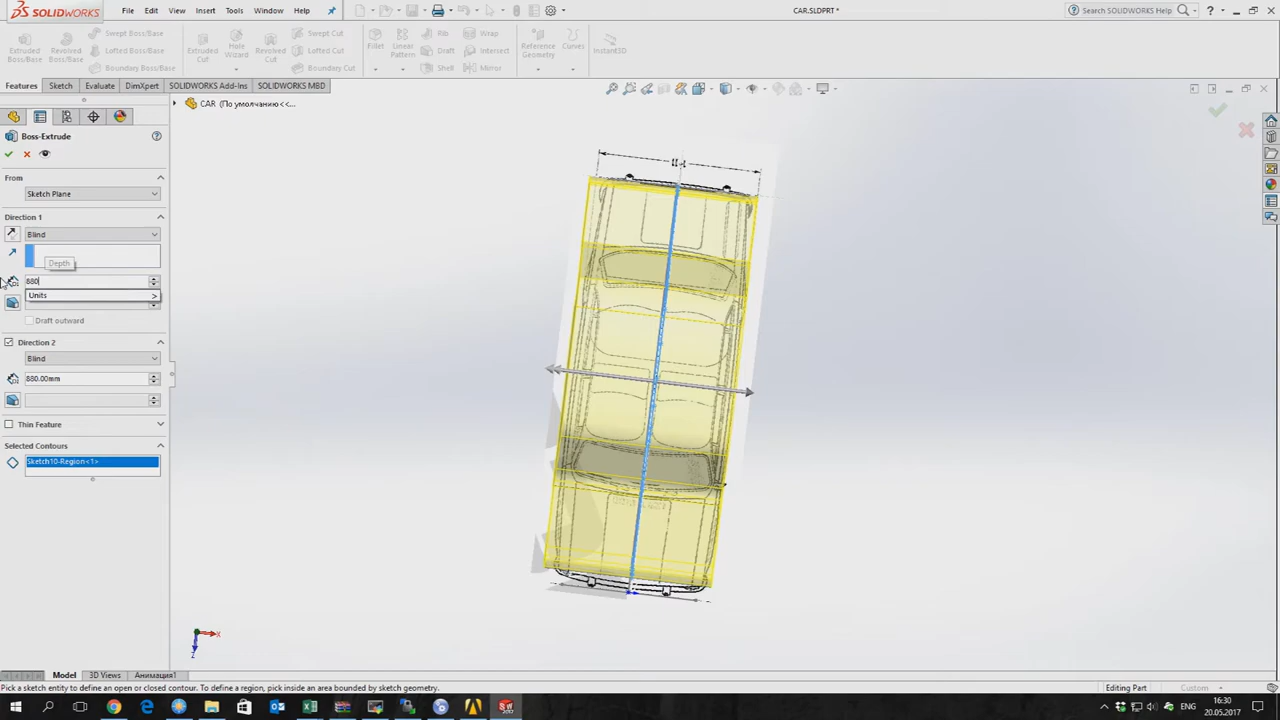 SOLIDWORKS File Edit View Insert Tools Window Help CAR.SLDPRT * Search SOLIDWORKS Help
Extruded Boss/Base
Revolved Boss/Base
Swept Boss/Base
Lofted Boss/Base
Boundary Boss/Base
Extruded Cut
Hole Wizard
Revolved Cut
Swept Cut
Lofted Cut
Boundary Cut
Fillet
Linear Pattern
Rib
Draft
Shell
Wrap
Intersect
Mirror
Reference Geometry
Curves
Instant3D
Features Sketch Evaluate DimXpert SOLIDWORKS Add-Ins SOLIDWORKS MBD
CAR (По умолчанию<<...
Boss-Extrude
From
Sketch Plane
Direction 1
Blind
Depth
880
Units >
Draft outward
Direction 2
Blind
880.00mm
Thin Feature
Selected Contours
Sketch10-Region<1>
X
Z
Model 3D Views Анимация1
Pick a sketch entity to define an open or closed contour. To define a region, pick inside an area bounded by sketch geometry. Editing Part Custom
ENG 16:30
20.05.2017